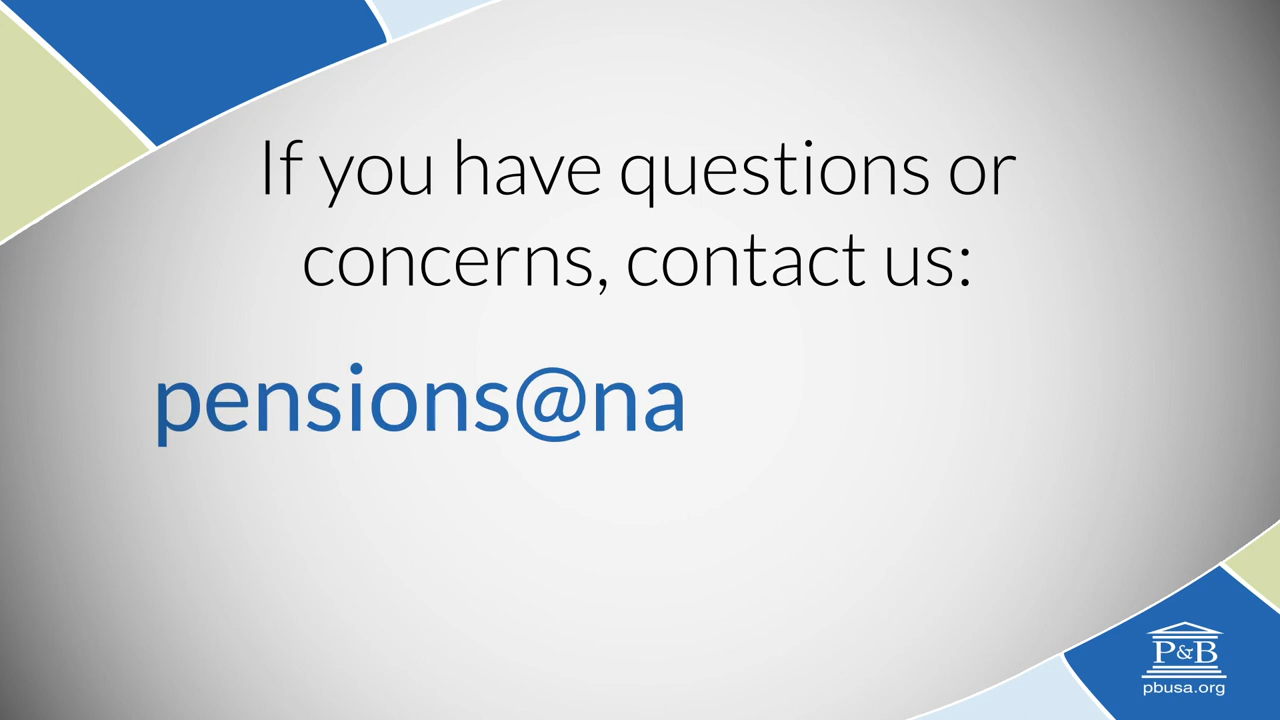 If you have questions or
concerns, contact us:
pensions@na
P&B
pbusa.org